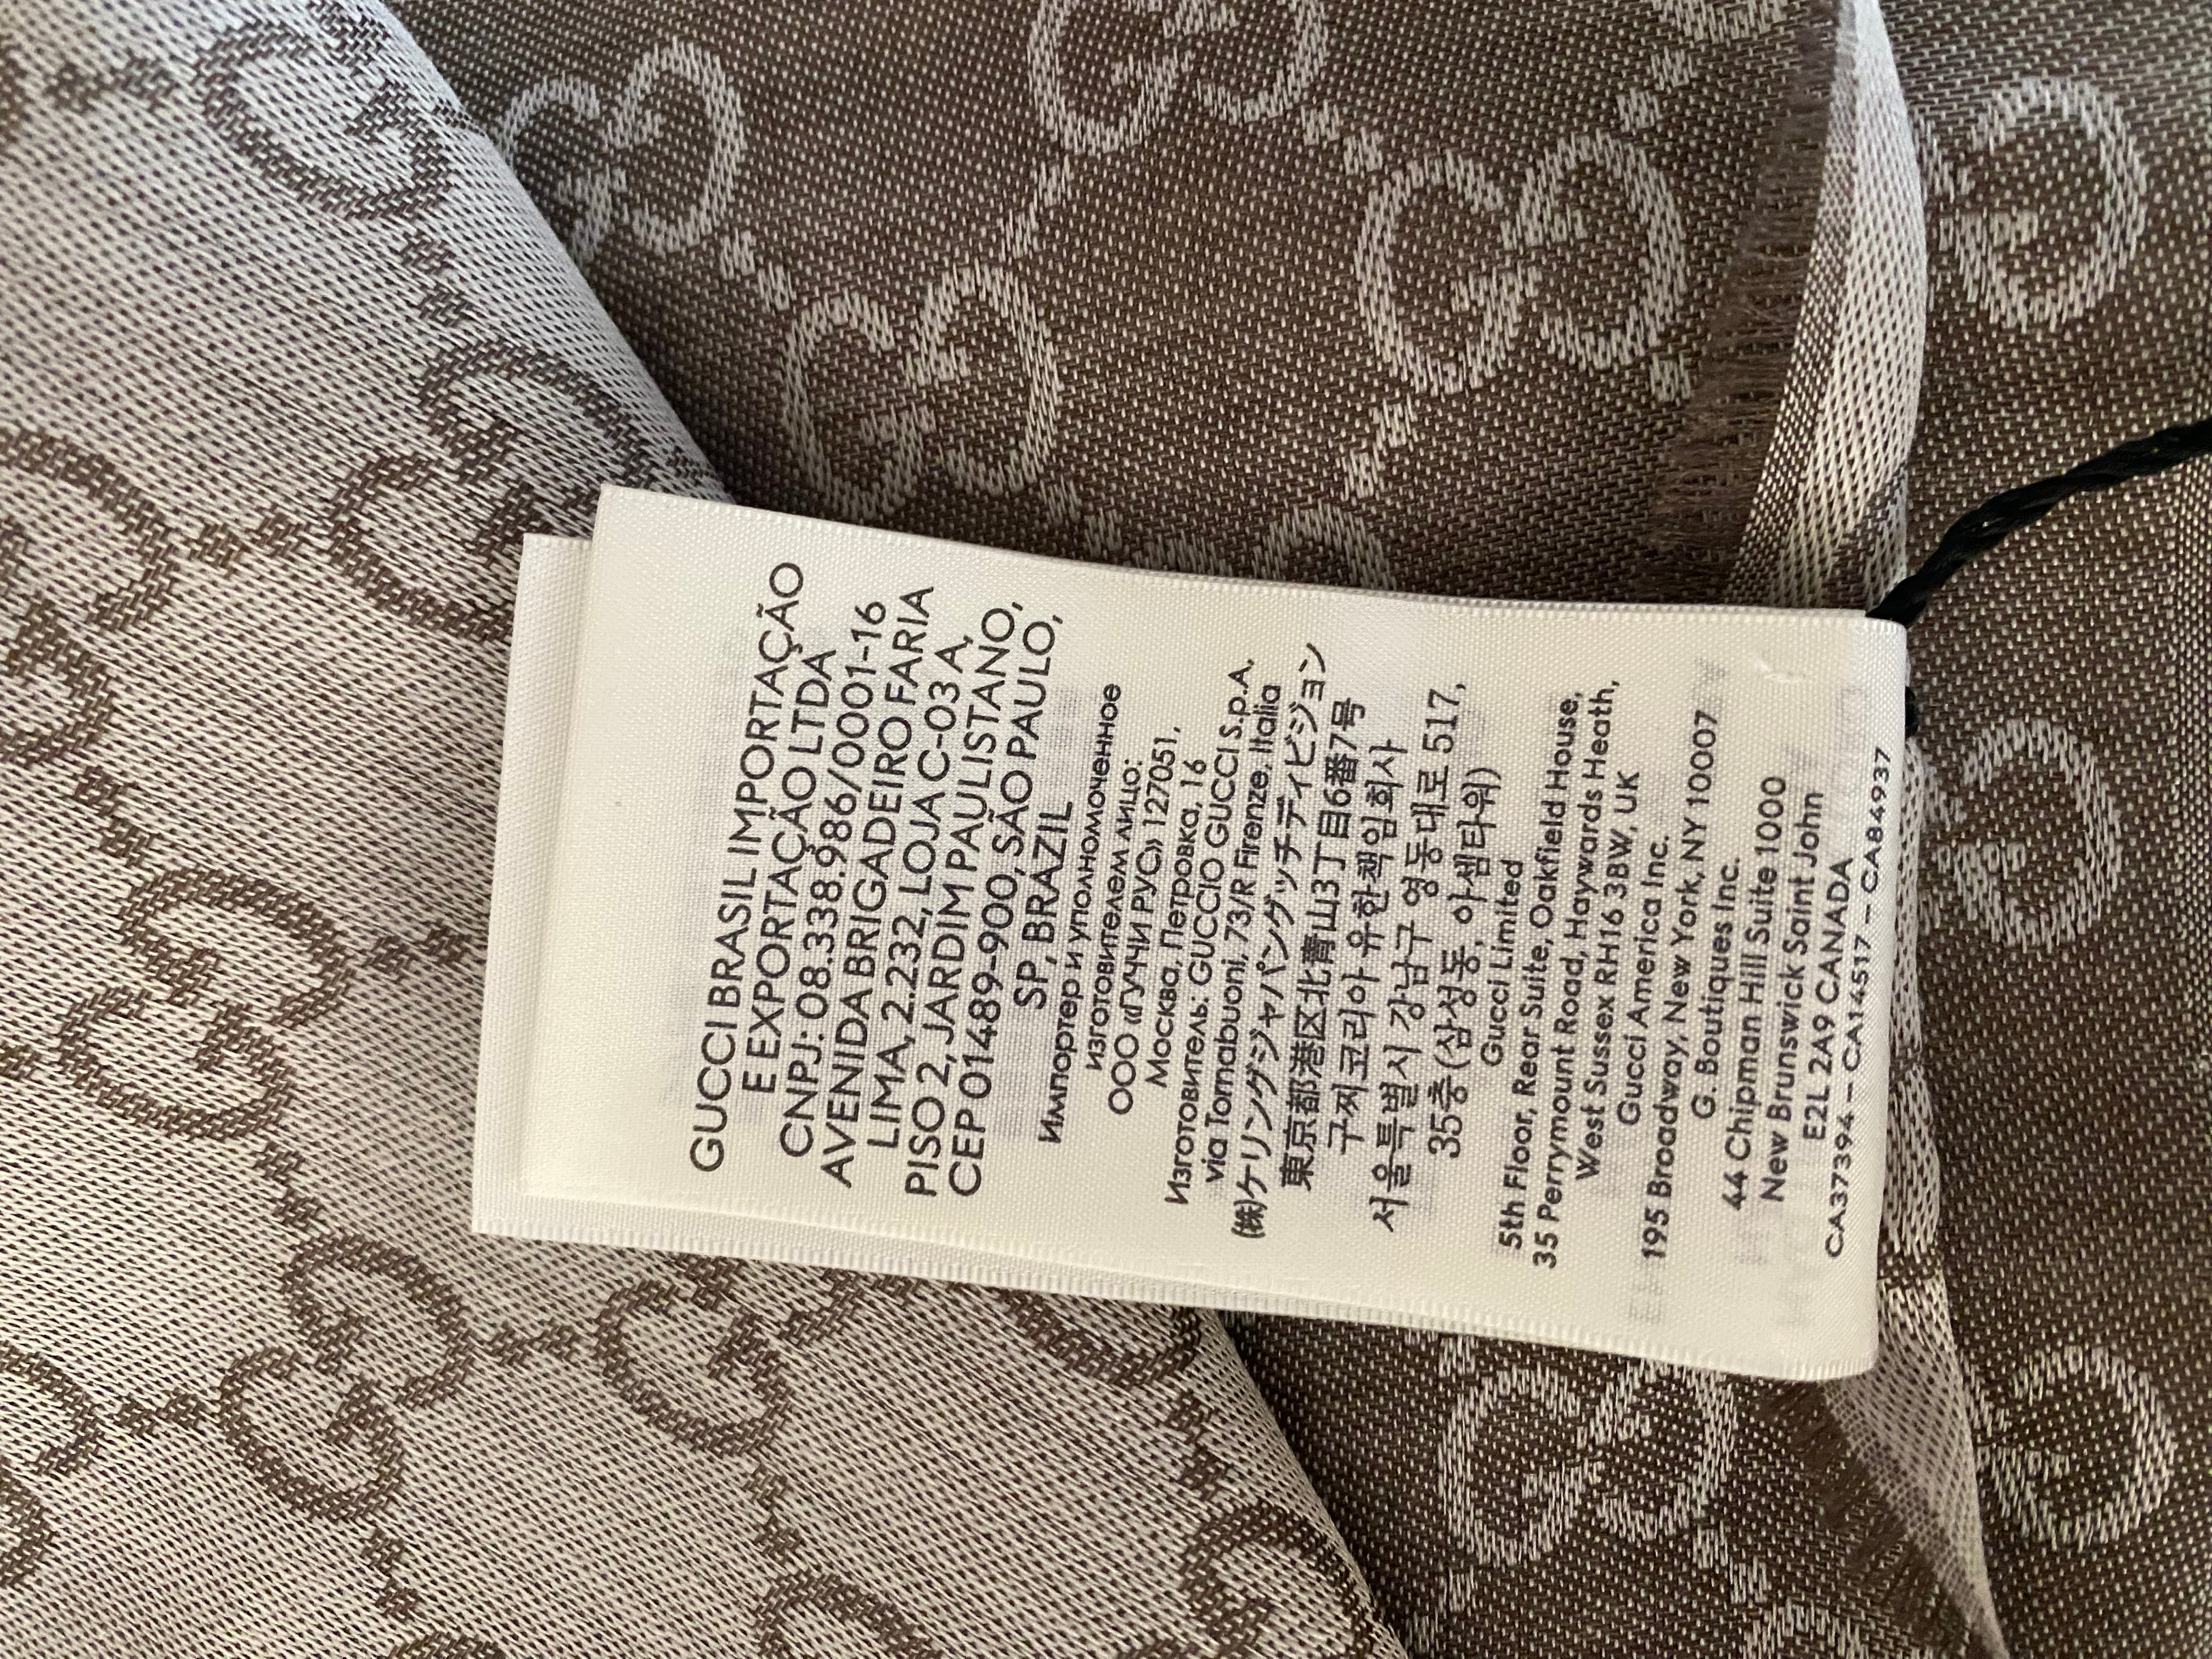 GUCCI BRASIL IMPORTAÇÃO
E EXPORTAÇÃO LTDA
CNPJ: 08.338.986/0001-16
AVENIDA BRIGADEIRO FARIA
LIMA, 2.232, LOJA C-03 A,
PISO 2, JARDIM PAULISTANO,
CEP 01489-900, SÃO PAULO,
SP, BRAZIL
Импортер и уполномоченное
изготовителем лицо:
ООО «ГУЧЧИ РУС» 127051,
Москва, Петровка, 16
Изготовитель: GUCCIO GUCCI S.p.A,
via Tornabuoni, 73/R Firenze, Italia
(株)ケリングジャパングッチディビジョン
東京都港区北青山3丁目6番7号
구찌코리아 유한책임회사
서울특별시 강남구 영동대로 517,
35층 (삼성동, 아셈타워)
Gucci Limited
5th Floor, Rear Suite, Oakfield House,
35 Perrymount Road, Haywards Heath,
West Sussex RH16 3BW, UK
Gucci America Inc.
195 Broadway, New York, NY 10007
G. Boutiques Inc.
44 Chipman Hill Suite 1000
New Brunswick Saint John
E2L 2A9 CANADA
CA37394 – CA14517 – CA84937